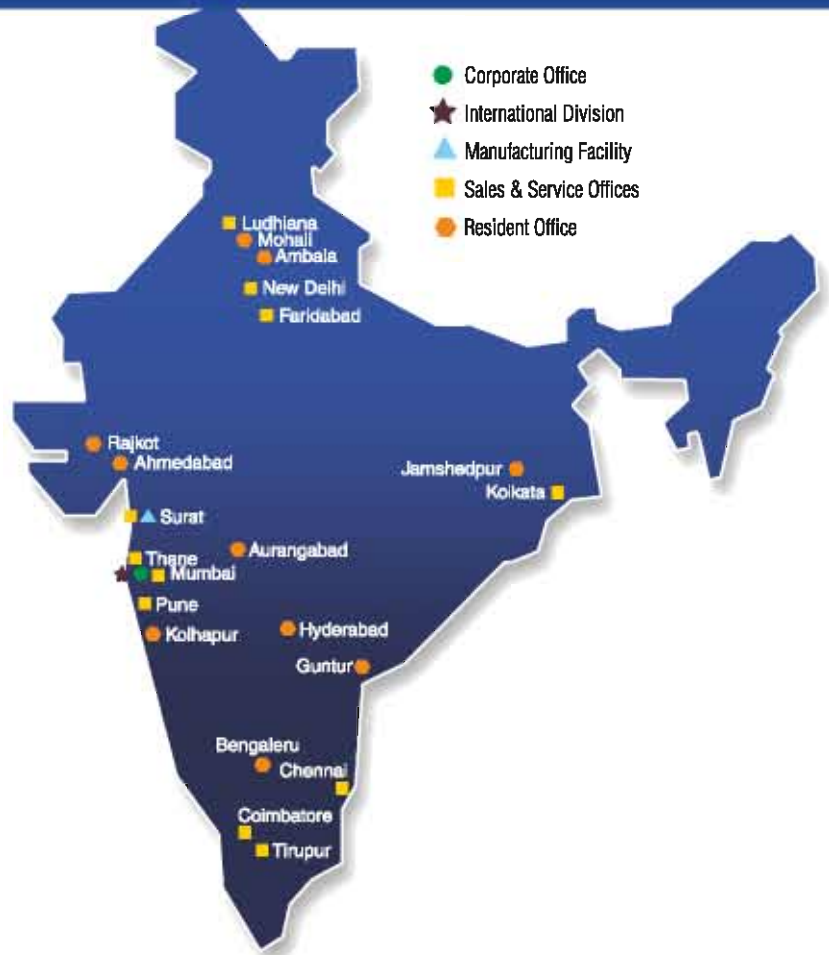 Corporate Office
International Division
Manufacturing Facility
Sales & Service Offices
Resident Office
Ludhiana
Mohali
Ambala
New Delhi
Faridabad
Rajkot
Ahmedabad
Jamshedpur
Kolkata
Surat
Aurangabad
Thane
Mumbai
Pune
Kolhapur
Hyderabad
Guntur
Bengaleru
Chennai
Coimbatore
Tirupur